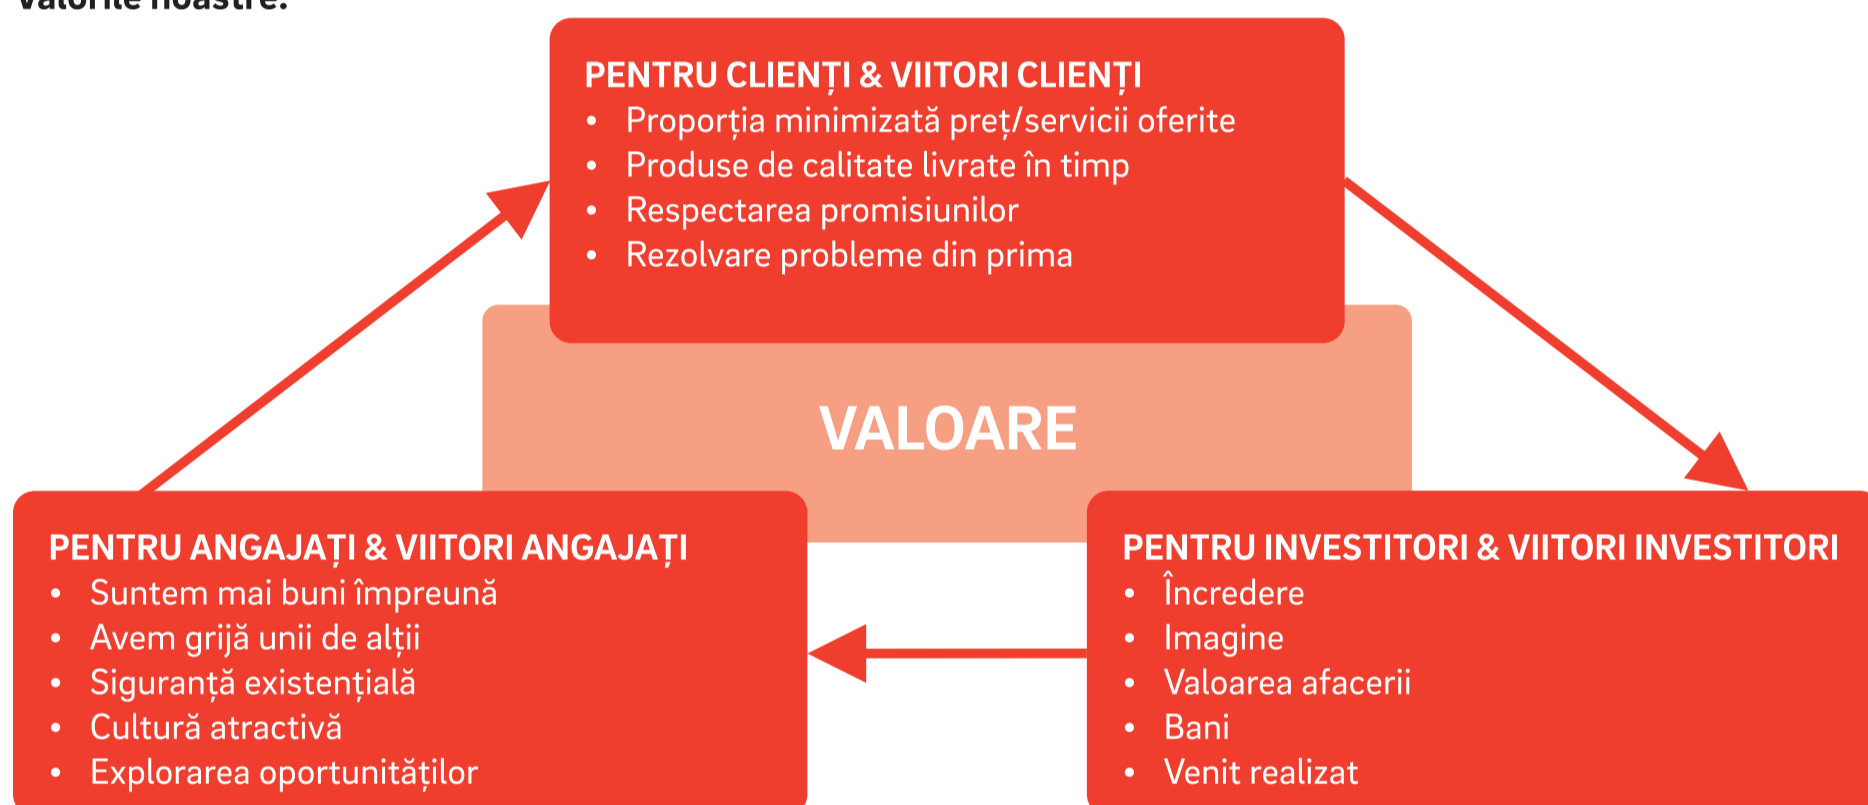 Valorile noastre:
PENTRU CLIENȚI & VIITORI CLIENȚI
• Proporția minimizată preț/servicii oferite
• Produse de calitate livrate în timp
• Respectarea promisiunilor
• Rezolvare probleme din prima
VALOARE
PENTRU ANGAJAȚI & VIITORI ANGAJAȚI
• Suntem mai buni împreună
• Avem grijă unii de alții
• Siguranță existențială
• Cultură atractivă
• Explorarea oportunităților
PENTRU INVESTITORI & VIITORI INVESTITORI
• Încredere
• Imagine
• Valoarea afacerii
• Bani
• Venit realizat